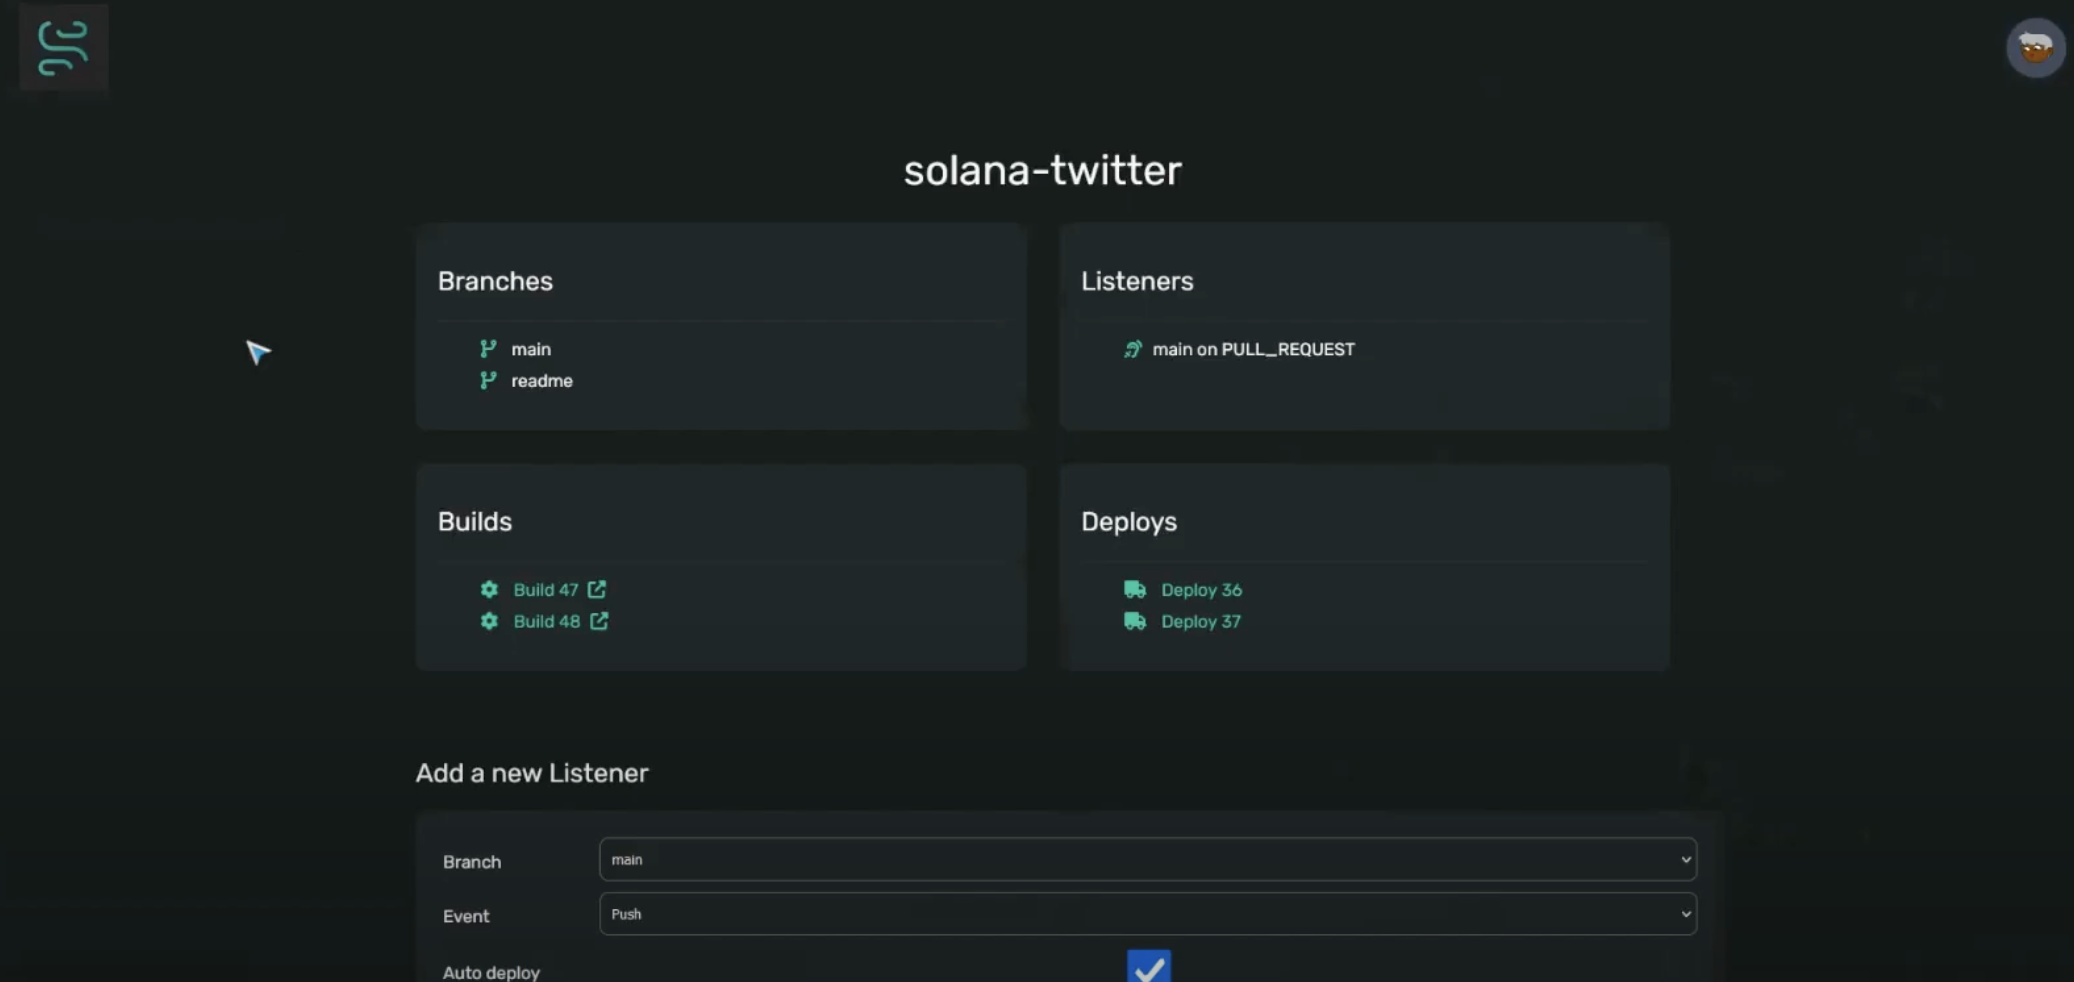 solana-twitter
Branches
main
readme
Listeners
main on PULL_REQUEST
Builds
Build 47
Build 48
Deploys
Deploy 36
Deploy 37
Add a new Listener
Branch
main
Event
Push
Auto deploy